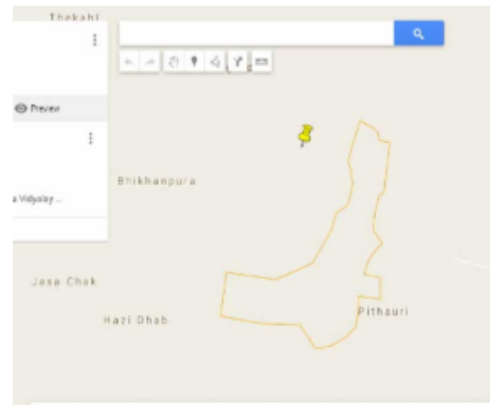 Thekahi
Preview
Bhikhanpura
a Vidyalay ...
Jasa Chak
Hazi Dhab
Pithauri